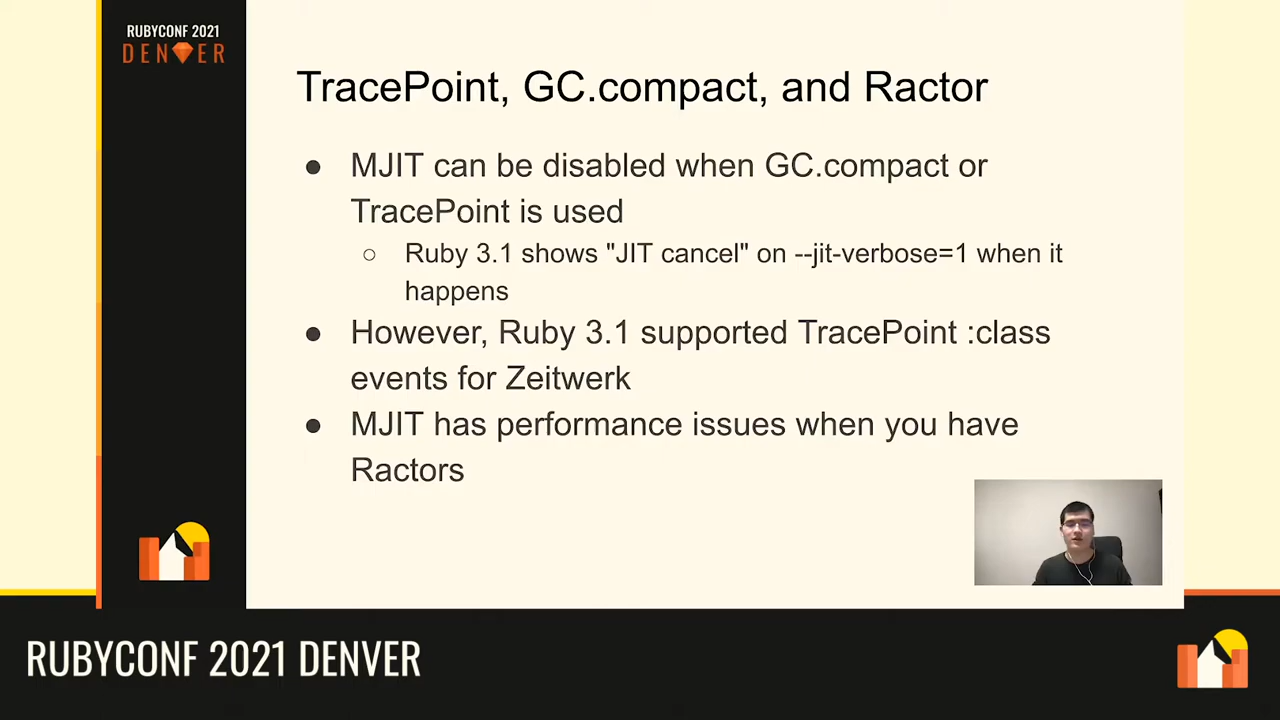 RUBYCONF 2021
DENVER
TracePoint, GC.compact, and Ractor
● MJIT can be disabled when GC.compact or
TracePoint is used
○ Ruby 3.1 shows "JIT cancel" on --jit-verbose=1 when it
happens
● However, Ruby 3.1 supported TracePoint :class
events for Zeitwerk
● MJIT has performance issues when you have
Ractors
RUBYCONF 2021 DENVER